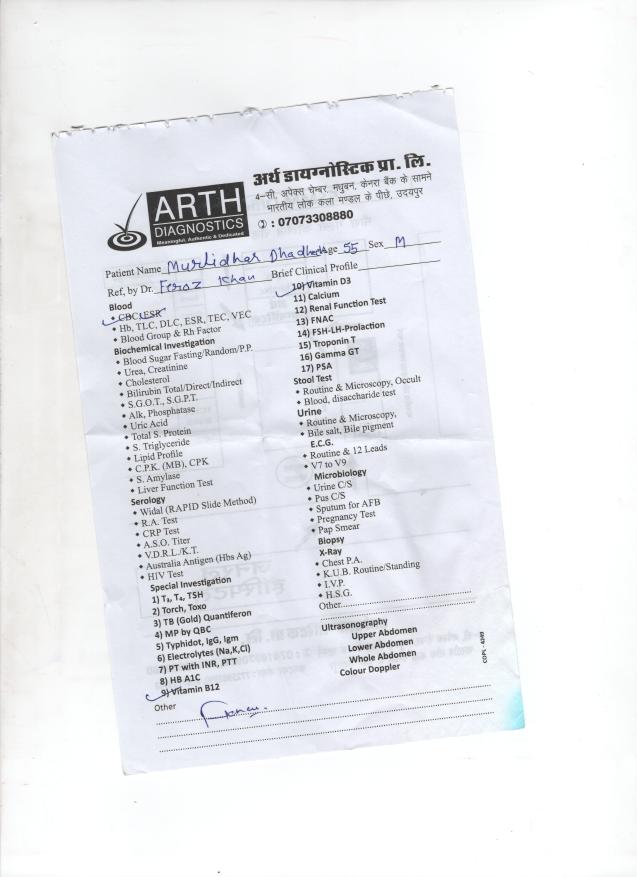 अर्थ डायग्नोस्टिक प्रा. लि.
4–सी, अपेक्स चेम्बर, मधुबन, केनरा बैंक के सामने
भारतीय लोक कला मण्डल के पीछे, उदयपुर
: 07073308880
ARTH
DIAGNOSTICS
Meaningful, Authentic & Dedicated
Patient Name Murlidhar Age 55 Sex M
Ref, by Dr. Feroz Khan Brief Clinical Profile
Blood
• CBC, ESR
• Hb, TLC, DLC, ESR, TEC, VEC
• Blood Group & Rh Factor
Biochemical Investigation
• Blood Sugar Fasting/Random/P.P.
• Urea, Creatinine
• Cholesterol
• Bilirubin Total/Direct/Indirect
• S.G.O.T., S.G.P.T.
• Alk, Phosphatase
• Uric Acid
• Total S. Protein
• S. Triglyceride
• Lipid Profile
• C.P.K. (MB), CPK
• S. Amylase
• Liver Function Test
Serology
• Widal (RAPID Slide Method)
• R.A. Test
• CRP Test
• A.S.O. Titer
• V.D.R.L./K.T.
• Australia Antigen (Hbs Ag)
• HIV Test
Special Investigation
1) T₃, T₄, TSH
2) Torch, Toxo
3) TB (Gold) Quantiferon
4) MP by QBC
5) Typhidot, IgG, Igm
6) Electrolytes (Na,K,Cl)
7) PT with INR, PTT
8) HB A1C
9) Vitamin B12
10) Vitamin D3
11) Calcium
12) Renal Function Test
13) FNAC
14) FSH-LH-Prolaction
15) Troponin T
16) Gamma GT
17) PSA
Stool Test
• Routine & Microscopy, Occult
• Blood, disaccharide test
Urine
• Routine & Microscopy,
• Bile salt, Bile pigment
E.C.G.
• Routine & 12 Leads
• V7 to V9
Microbiology
• Urine C/S
• Pus C/S
• Sputum for AFB
• Pregnancy Test
• Pap Smear
Biopsy
X-Ray
• Chest P.A.
• K.U.B. Routine/Standing
• I.V.P.
• H.S.G.
Other
Ultrasonography
Upper Abdomen
Lower Abdomen
Whole Abdomen
Colour Doppler
COPL - 4249
Other